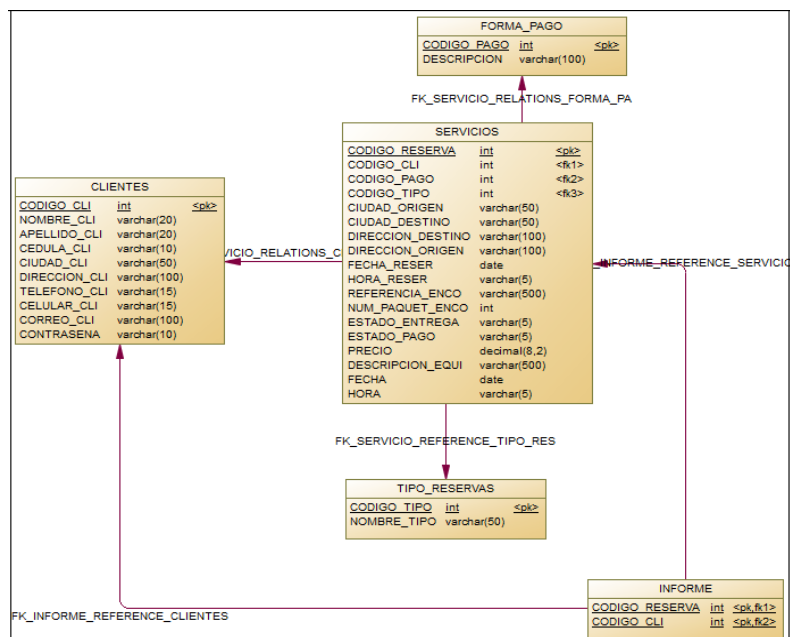 FORMA_PAGO
CODIGO_PAGO int <pk>
DESCRIPCION varchar(100)
FK_SERVICIO_RELATIONS_FORMA_PA
SERVICIOS
CODIGO_RESERVA int <pk>
CODIGO_CLI int <fk1>
CODIGO_PAGO int <fk2>
CODIGO_TIPO int <fk3>
CIUDAD_ORIGEN varchar(50)
CIUDAD_DESTINO varchar(50)
DIRECCION_DESTINO varchar(100)
DIRECCION_ORIGEN varchar(100)
FECHA_RESER date
HORA_RESER varchar(5)
REFERENCIA_ENCO varchar(500)
NUM_PAQUET_ENCO int
ESTADO_ENTREGA varchar(5)
ESTADO_PAGO varchar(5)
PRECIO decimal(8,2)
DESCRIPCION_EQUI varchar(500)
FECHA date
HORA varchar(5)
CLIENTES
CODIGO_CLI int <pk>
NOMBRE_CLI varchar(20)
APELLIDO_CLI varchar(20)
CEDULA_CLI varchar(10)
CIUDAD_CLI varchar(50)
DIRECCION_CLI varchar(100)
TELEFONO_CLI varchar(15)
CELULAR_CLI varchar(15)
CORREO_CLI varchar(100)
CONTRASENA varchar(10)
VICIO_RELATIONS_C
_INFORME_REFERENCE_SERVICIO
FK_SERVICIO_REFERENCE_TIPO_RES
TIPO_RESERVAS
CODIGO_TIPO int <pk>
NOMBRE_TIPO varchar(50)
INFORME
CODIGO_RESERVA int <pk,fk1>
CODIGO_CLI int <pk,fk2>
FK_INFORME_REFERENCE_CLIENTES